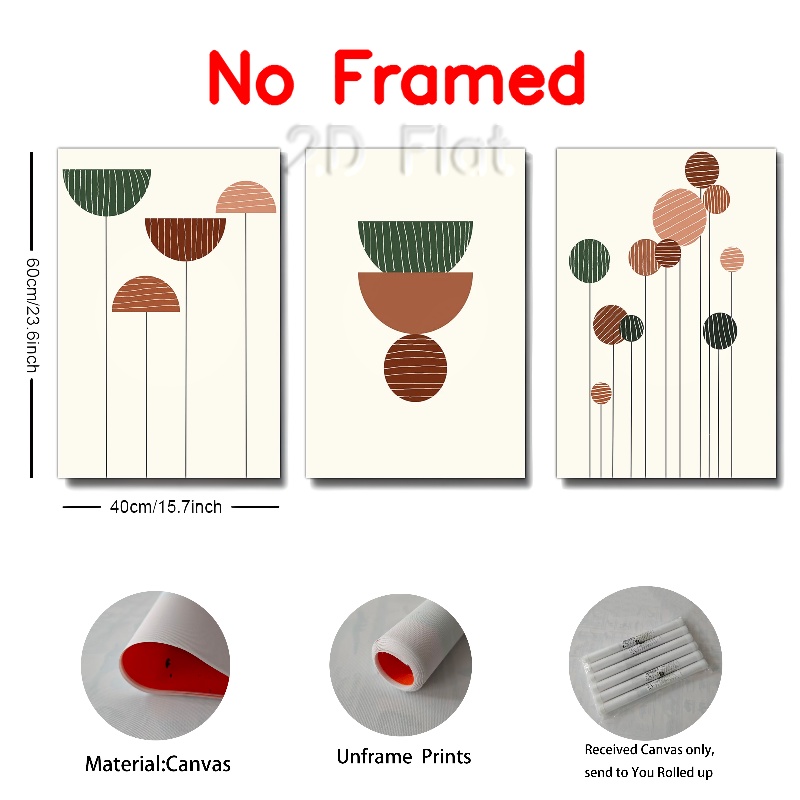 No Framed
2D Flat
60cm/23.6inch
40cm/15.7inch
Material:Canvas
Unframe Prints
Received Canvas only,
send to You Rolled up